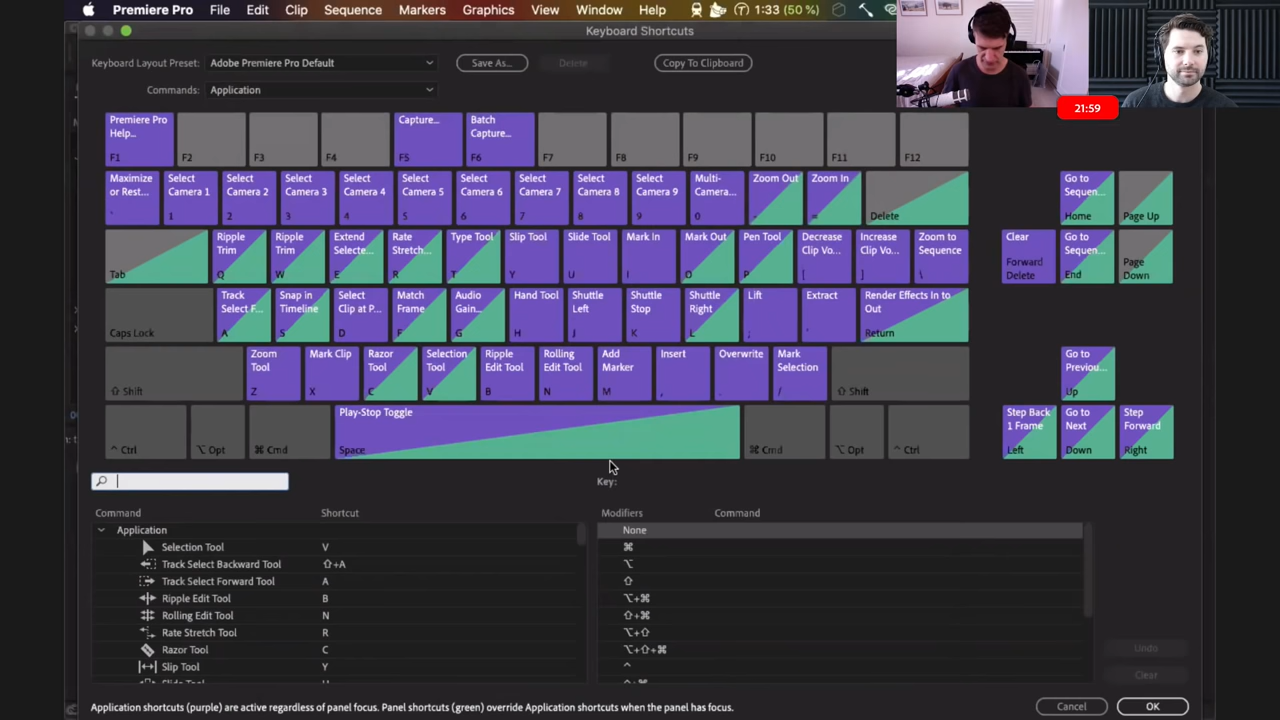 Premiere Pro File Edit Clip Sequence Markers Graphics View Window Help 1:33 (50 %)
Keyboard Shortcuts
Keyboard Layout Preset: Adobe Premiere Pro Default Save As... Delete Copy To Clipboard
21:59
Commands: Application
Premiere Pro Help... F1
F2
F3
F4
Capture... F5
Batch Capture... F6
F7
F8
F9
F10
F11
F12
Maximize or Rest... `
Select Camera 1 1
Select Camera 2 2
Select Camera 3 3
Select Camera 4 4
Select Camera 5 5
Select Camera 6 6
Select Camera 7 7
Select Camera 8 8
Select Camera 9 9
Multi-Camera... 0
Zoom Out -
Zoom In =
Delete
Go to Sequen... Home
Page Up
Tab
Ripple Trim Q
Ripple Trim W
Extend Selecte... E
Rate Stretch... R
Type Tool T
Slip Tool Y
Slide Tool U
Mark In I
Mark Out O
Pen Tool P
Decrease Clip Vo... [
Increase Clip Vo... ]
Zoom to Sequence \
Clear Forward Delete
Go to Sequen... End
Page Down
Caps Lock
Track Select F... A
Snap in Timeline S
Select Clip at P... D
Match Frame F
Audio Gain... G
Hand Tool H
Shuttle Left J
Shuttle Stop K
Shuttle Right L
Lift ;
Extract '
Render Effects In to Out Return
⇧ Shift
Zoom Tool Z
Mark Clip X
Razor Tool C
Selection Tool V
Ripple Edit Tool B
Rolling Edit Tool N
Add Marker M
Insert ,
Overwrite .
Mark Selection /
⇧ Shift
Go to Previou... Up
^ Ctrl
⌥ Opt
⌘ Cmd
Play-Stop Toggle Space
⌘ Cmd
⌥ Opt
^ Ctrl
Step Back 1 Frame Left
Go to Next Down
Step Forward Right
Key:
Command Shortcut
Modifiers Command
Application
None
Selection Tool V
⌘
Track Select Backward Tool ⇧+A
⌥
Track Select Forward Tool A
⇧
Ripple Edit Tool B
⌥+⌘
Rolling Edit Tool N
⇧+⌘
Rate Stretch Tool R
⌥+⇧
Razor Tool C
⌥+⇧+⌘
Undo
Slip Tool Y
^
Clear
Slide Tool U
^+⌘
Application shortcuts (purple) are active regardless of panel focus. Panel shortcuts (green) override Application shortcuts when the panel has focus.
Cancel OK